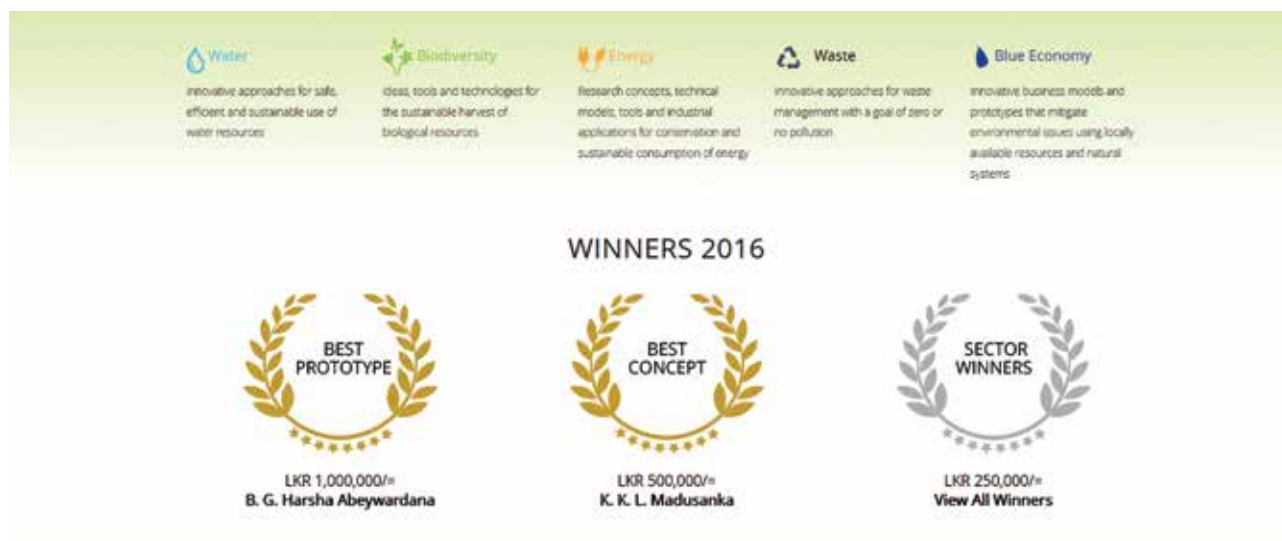 Water
innovative approaches for safe,
efficient and sustainable use of
water resources
Biodiversity
ideas, tools and technologies for
the sustainable harvest of
biological resources
Energy
Research concepts, technical
models, tools and industrial
applications for conservation and
sustainable consumption of energy
Waste
innovative approaches for waste
management with a goal of zero or
no pollution
Blue Economy
innovative business models and
prototypes that mitigate
environmental issues using locally
available resources and natural
systems
WINNERS 2016
BEST
PROTOTYPE
LKR 1,000,000/=
B. G. Harsha Abeywardana
BEST
CONCEPT
LKR 500,000/=
K. K. L. Madusanka
SECTOR
WINNERS
LKR 250,000/=
View All Winners